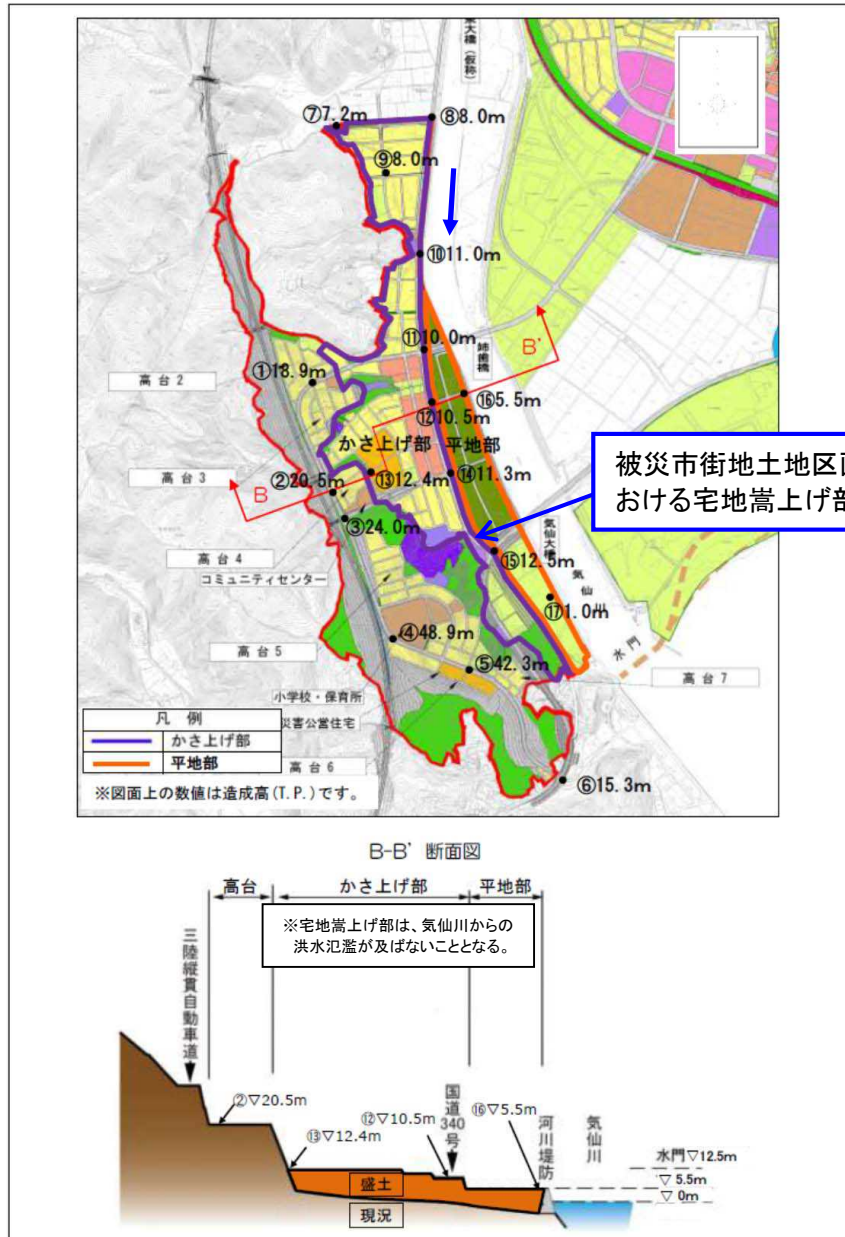 東大橋(仮称)
⑦7.2m
⑧8.0m
⑨8.0m
⑩11.0m
⑪10.0m
姉歯橋
B'
①18.9m
高台2
⑯5.5m
⑫10.5m
かさ上げ部 平地部
高台3
⑬12.4m
⑭11.3m
B
②20.5m
被災市街地土地区画
おける宅地嵩上げ部
③24.0m
高台4
コミュニティセンター
気仙大橋
⑮12.5m
気仙川
⑰1.0m
水門
④48.9m
高台5
⑤42.3m
高台7
小学校・保育所
災害公営住宅
凡例
かさ上げ部
平地部
高台6
⑥15.3m
※図面上の数値は造成高(T.P.)です。
B-B' 断面図
高台 かさ上げ部 平地部
※宅地嵩上げ部は、気仙川からの
洪水氾濫が及ばないこととなる。
三陸縦貫自動車道
②▽20.5m
⑬▽12.4m
⑫▽10.5m
国道340号
⑯▽5.5m
河川堤防
気仙川
水門▽12.5m
▽5.5m
▽0m
盛土
現況